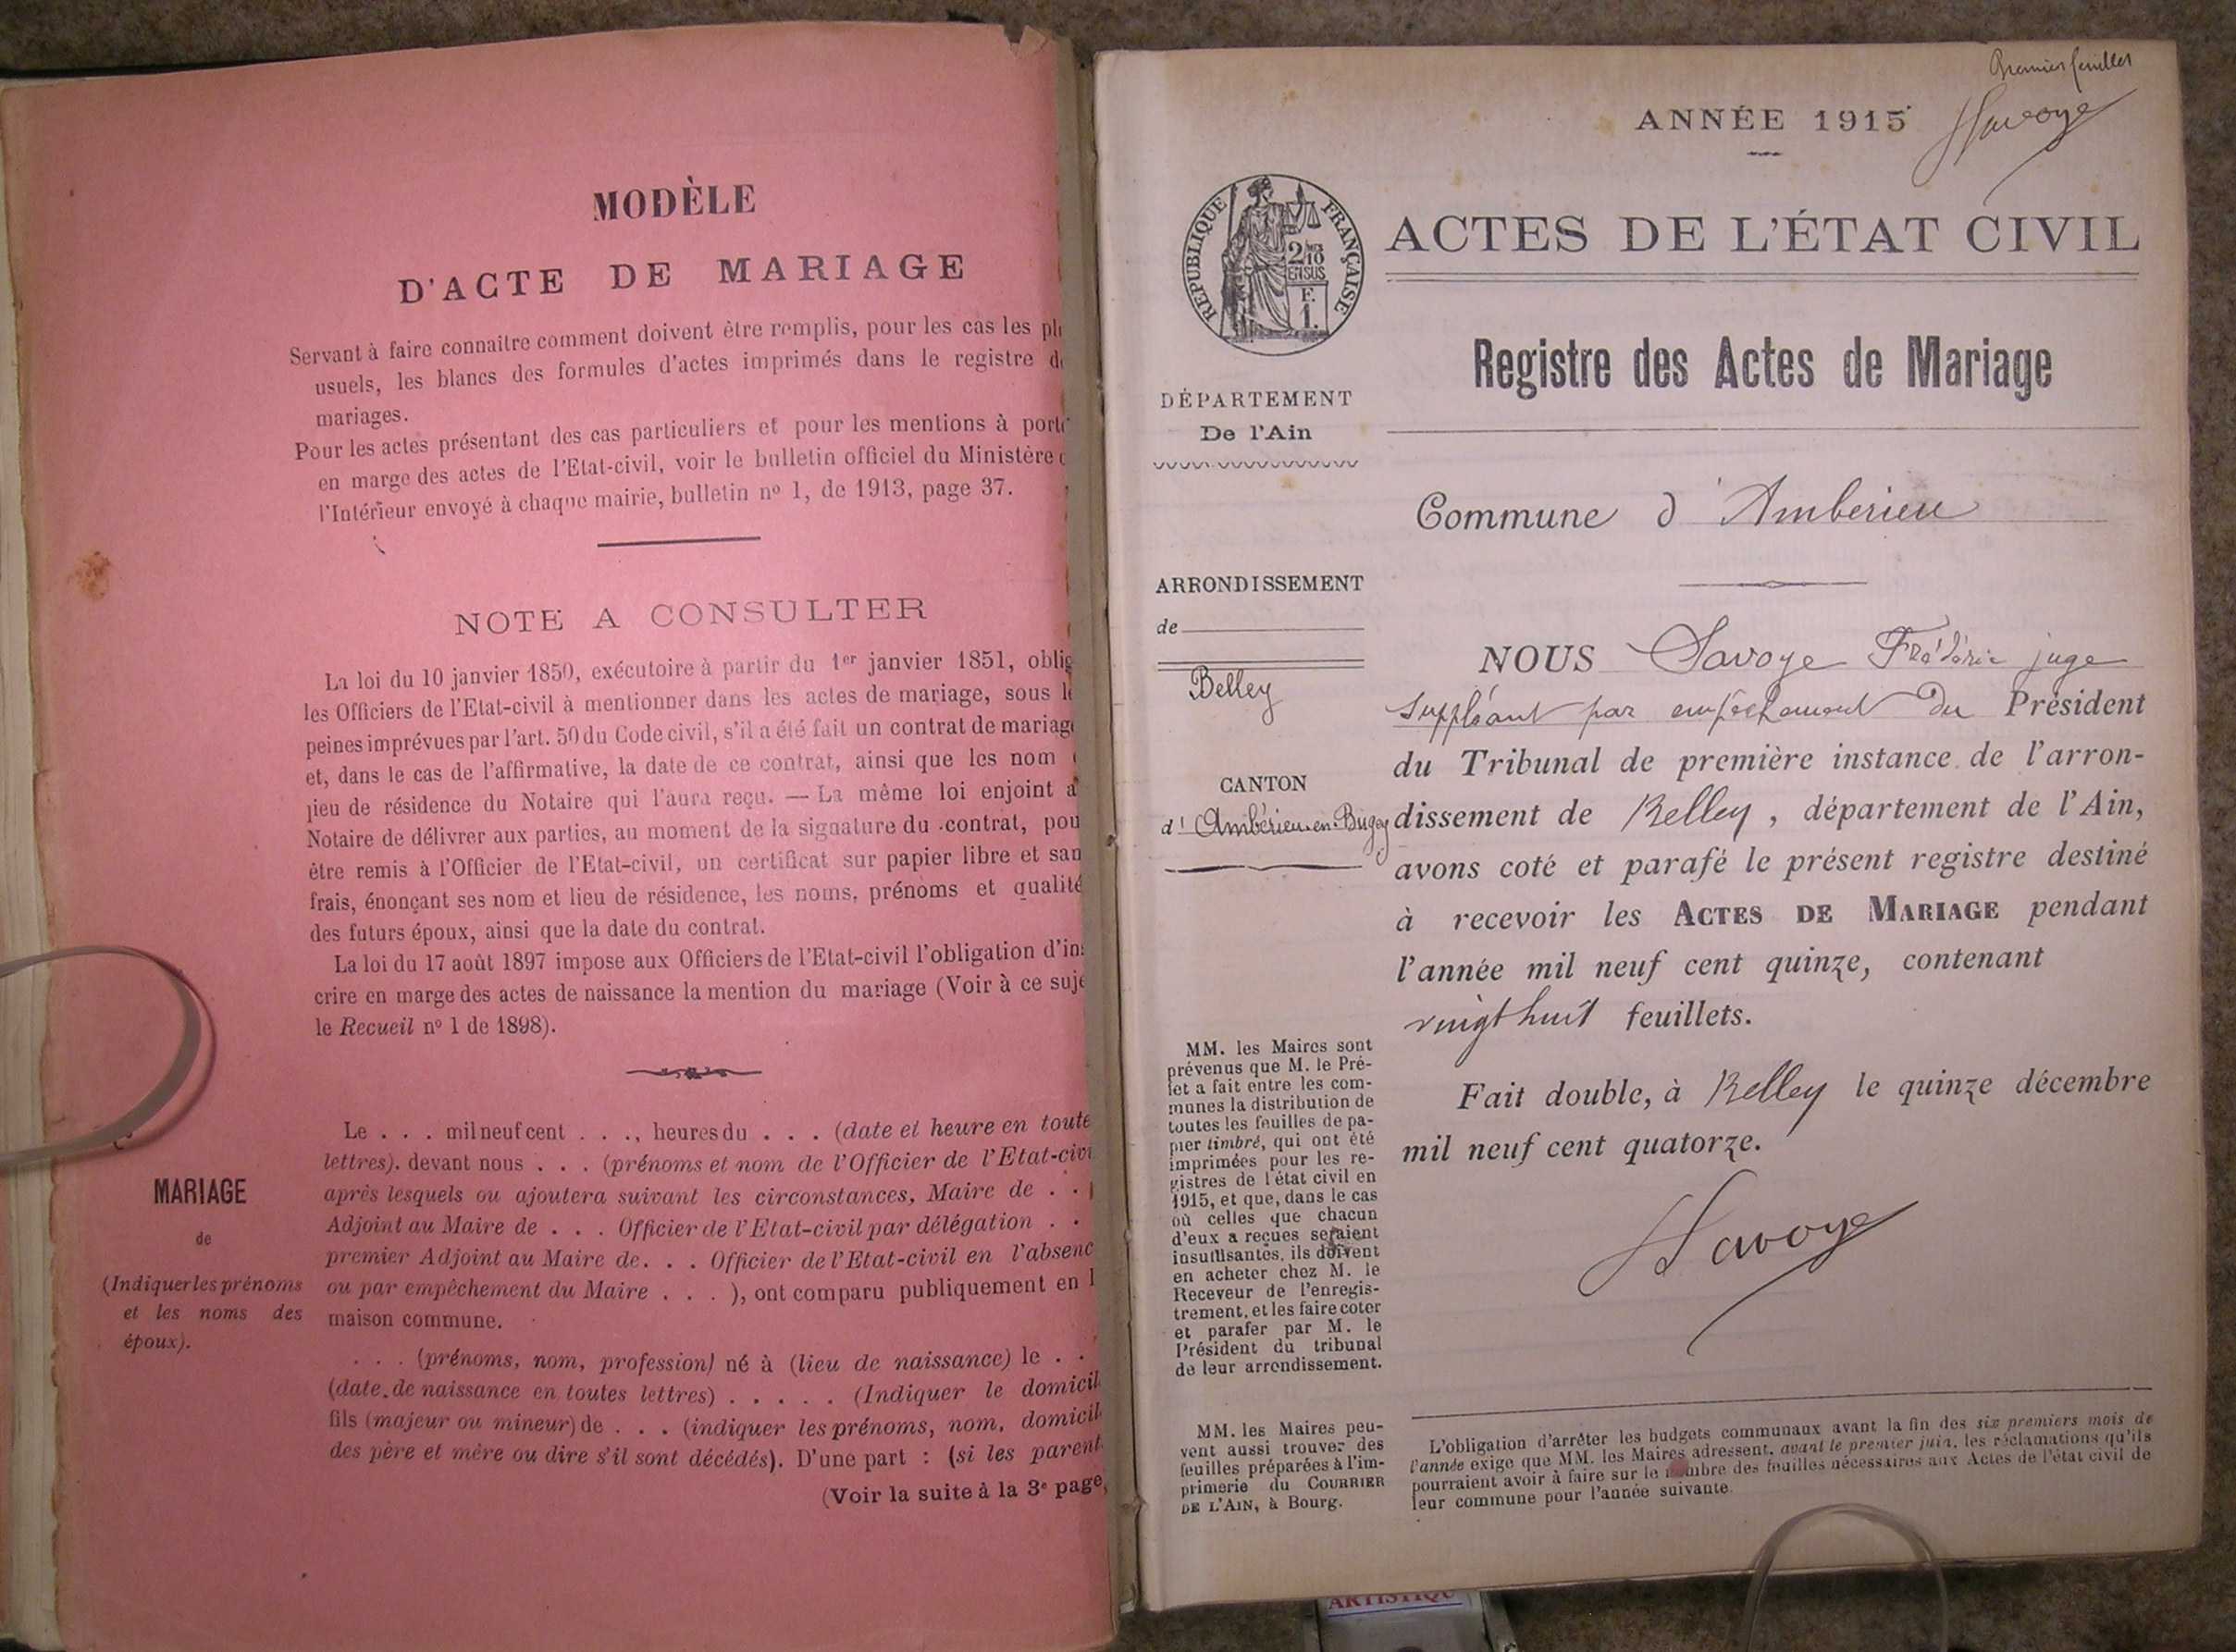 MODÈLE
D'ACTE DE MARIAGE
Servant à faire connaitre comment doivent être remplis, pour les cas les pl
usuels, les blancs des formules d'actes imprimés dans le registre d
mariages.
Pour les actes présentant des cas particuliers et pour les mentions à port
en marge des actes de l'Etat-civil, voir le bulletin officiel du Ministère
l'Intérieur envoyé à chaque mairie, bulletin nº 1, de 1913, page 37.
NOTE A CONSULTER
La loi du 10 janvier 1850, exécutoire à partir du 1er janvier 1851, oblig
les Officiers de l'Etat-civil à mentionner dans les actes de mariage, sous l
peines imprévues par l'art. 50 du Code civil, s'il a été fait un contrat de mariag
et, dans le cas de l'affirmative, la date de ce contrat, ainsi que les nom
lieu de résidence du Notaire qui l'aura reçu. — La même loi enjoint a
Notaire de délivrer aux parties, au moment de la signature du contrat, pou
être remis à l'Officier de l'Etat-civil, un certificat sur papier libre et san
frais, énonçant ses nom et lieu de résidence, les noms, prénoms et qualité
des futurs époux, ainsi que la date du contrat.
La loi du 17 août 1897 impose aux Officiers de l'Etat-civil l'obligation d'ins
crire en marge des actes de naissance la mention du mariage (Voir à ce suje
le Recueil nº 1 de 1898).
Le . . . mil neuf cent . . ., heures du . . . (date et heure en toute
lettres). devant nous . . . (prénoms et nom de l'Officier de l'Etat-civi
après lesquels ou ajoutera suivant les circonstances, Maire de . .
Adjoint au Maire de . . . Officier de l'Etat-civil par délégation . .
premier Adjoint au Maire de. . . Officier de l'Etat-civil en l'absenc
ou par empêchement du Maire . . . ), ont comparu publiquement en l
maison commune.
MARIAGE
de
(Indiquer les prénoms
et les noms des
époux).
. . . (prénoms, nom, profession) né à (lieu de naissance) le . .
(date de naissance en toutes lettres) . . . . . (Indiquer le domicil
fils (majeur ou mineur) de . . . (indiquer les prénoms, nom, domicil
des père et mère ou dire s'il sont décédés). D'une part : (si les parent
(Voir la suite à la 3e page,
Premier feuillet
ANNÉE 1915
Savoye
RÉPUBLIQUE FRANÇAISE
2/10
EN SUS
F.
1.
ACTES DE L'ÉTAT CIVIL
Registre des Actes de Mariage
DÉPARTEMENT
De l'Ain
Commune d'Amberieu
ARRONDISSEMENT
de
Belley
CANTON
d'Ambérieu-en-Bugey
NOUS Savoye Frédéric juge
suppléant par empêchement du Président
du Tribunal de première instance de l'arron-
dissement de Belley, département de l'Ain,
avons coté et parafé le présent registre destiné
à recevoir les ACTES DE MARIAGE pendant
l'année mil neuf cent quinze, contenant
vingt huit feuillets.
Fait double, à Belley le quinze décembre
mil neuf cent quatorze.
Savoye
MM. les Maires sont
prévenus que M. le Pré-
fet a fait entre les com-
munes la distribution de
toutes les feuilles de pa-
pier timbré, qui ont été
imprimées pour les re-
gistres de l'état civil en
1915, et que, dans le cas
où celles que chacun
d'eux a reçues seraient
insuffisantes, ils doivent
en acheter chez M. le
Receveur de l'enregis-
trement, et les faire coter
et parafer par M. le
Président du tribunal
de leur arrondissement.
MM. les Maires peu-
vent aussi trouver des
feuilles préparées à l'im-
primerie du COURRIER
DE L'AIN, à Bourg.
L'obligation d'arrêter les budgets communaux avant la fin des six premiers mois de
l'année exige que MM. les Maires adressent, avant le premier juin, les réclamations qu'ils
pourraient avoir à faire sur le nombre des feuilles nécessaires aux Actes de l'état civil de
leur commune pour l'année suivante.
ARTISTIQU